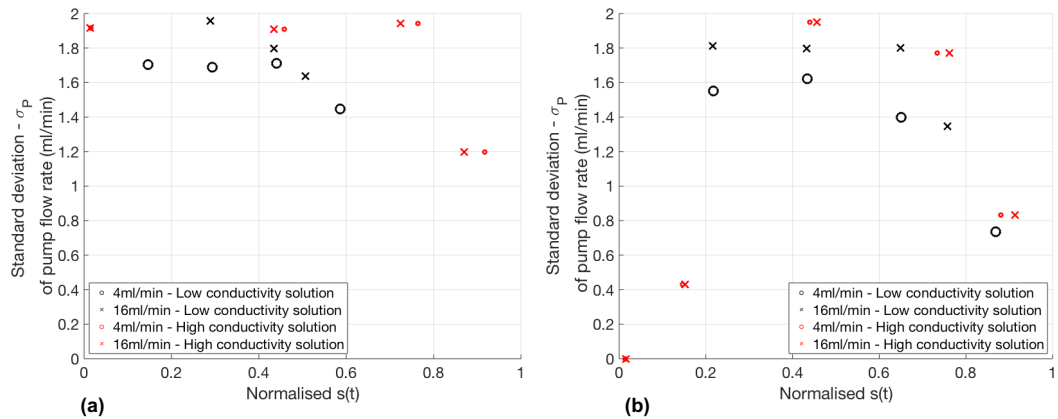 Standard deviation - σP
of pump flow rate (ml/min)
2
1.8
1.6
1.4
1.2
1
0.8
0.6
0.4
0.2
0
4ml/min - Low conductivity solution
16ml/min - Low conductivity solution
4ml/min - High conductivity solution
16ml/min - High conductivity solution
0 0.2 0.4 0.6 0.8 1
Normalised s(t)
(a)
Standard deviation - σP
of pump flow rate (ml/min)
2
1.8
1.6
1.4
1.2
1
0.8
0.6
0.4
0.2
0
4ml/min - Low conductivity solution
16ml/min - Low conductivity solution
4ml/min - High conductivity solution
16ml/min - High conductivity solution
0 0.2 0.4 0.6 0.8 1
Normalised s(t)
(b)